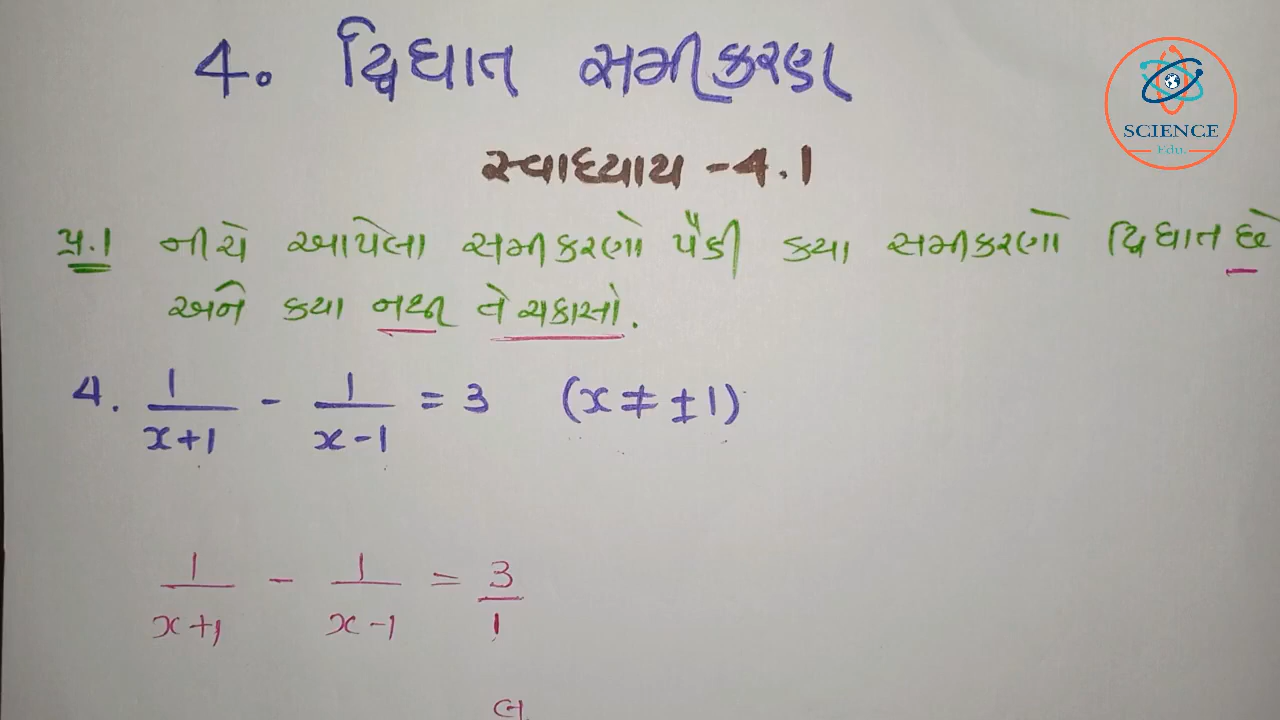 4. દ્વિઘાત સમીકરણ
SCIENCE
Edu.
સ્વાધ્યાય - 4.1
પ્ર.1 નીચે આપેલા સમીકરણો પૈકી કયા સમીકરણો દ્વિઘાત છે
અને કયા નથી તે ચકાસો.
4. 1/(x+1) - 1/(x-1) = 3 (x ≠ ±1)
1/(x+1) - 1/(x-1) = 3/1
લ